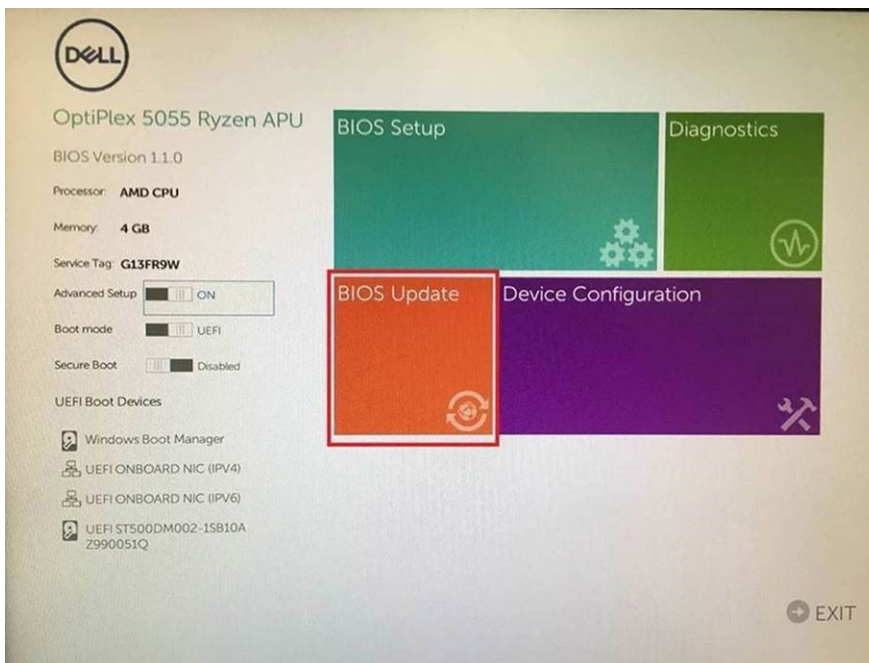 DELL
OptiPlex 5055 Ryzen APU
BIOS Version 1.1.0
Processor: AMD CPU
Memory: 4 GB
Service Tag: G13FR9W
Advanced Setup ON
Boot mode UEFI
Secure Boot Disabled
UEFI Boot Devices
Windows Boot Manager
UEFI ONBOARD NIC (IPV4)
UEFI ONBOARD NIC (IPV6)
UEFI ST500DM002-1SB10A
Z990051Q
BIOS Setup
Diagnostics
BIOS Update
Device Configuration
EXIT